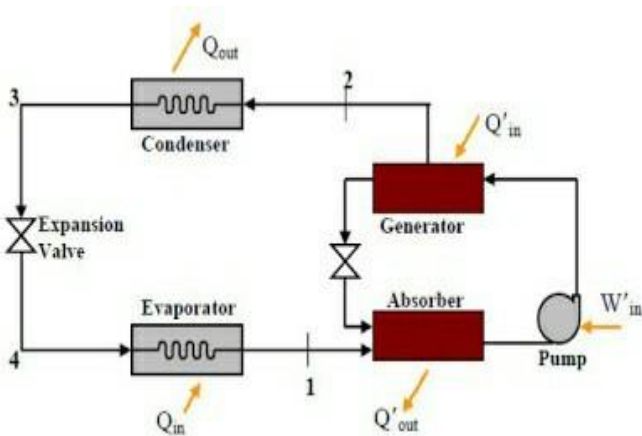 Qout
3
2
Condenser
Q'in
Expansion
Valve
Generator
Evaporator
Absorber
W'in
4
1
Pump
Qin
Q'out